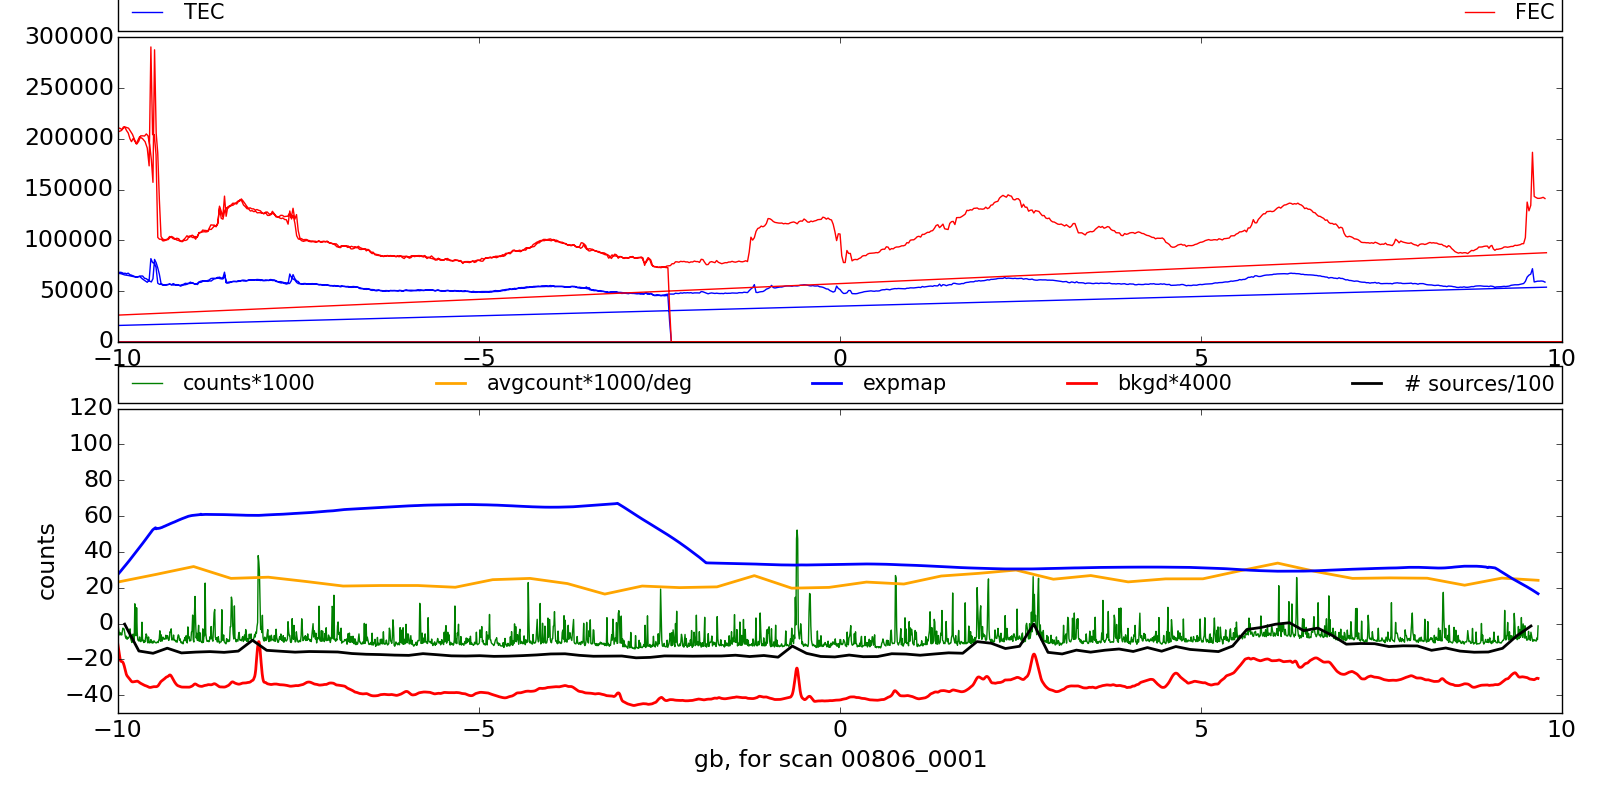 TEC FEC
300000
250000
200000
150000
100000
50000
0
−10 −5 0 5 10
counts*1000 avgcount*1000/deg expmap bkgd*4000 # sources/100
120
100
80
60
40
20
0
−20
−40
counts
−10 −5 0 5 10
gb, for scan 00806_0001